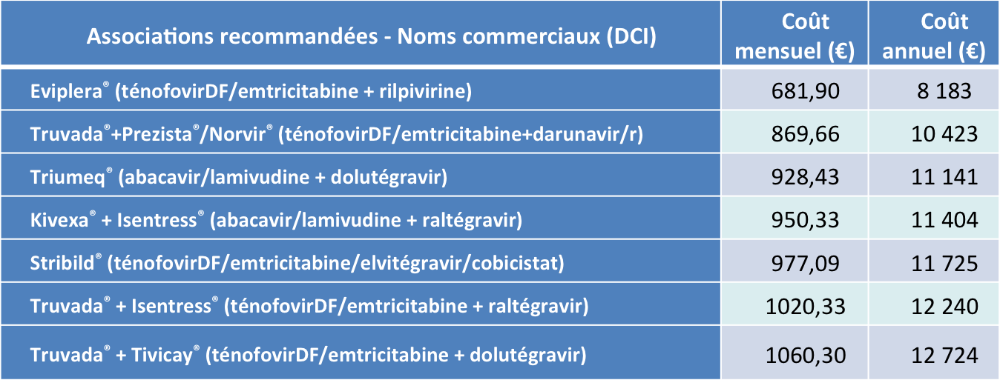 Associations recommandées - Noms commerciaux (DCI) Coût mensuel (€) Coût annuel (€)
Eviplera® (ténofovirDF/emtricitabine + rilpivirine) 681,90 8 183
Truvada®+Prezista®/Norvir® (ténofovirDF/emtricitabine+darunavir/r) 869,66 10 423
Triumeq® (abacavir/lamivudine + dolutégravir) 928,43 11 141
Kivexa® + Isentress® (abacavir/lamivudine + raltégravir) 950,33 11 404
Stribild® (ténofovirDF/emtricitabine/elvitégravir/cobicistat) 977,09 11 725
Truvada® + Isentress® (ténofovirDF/emtricitabine + raltégravir) 1020,33 12 240
Truvada® + Tivicay® (ténofovirDF/emtricitabine + dolutégravir) 1060,30 12 724